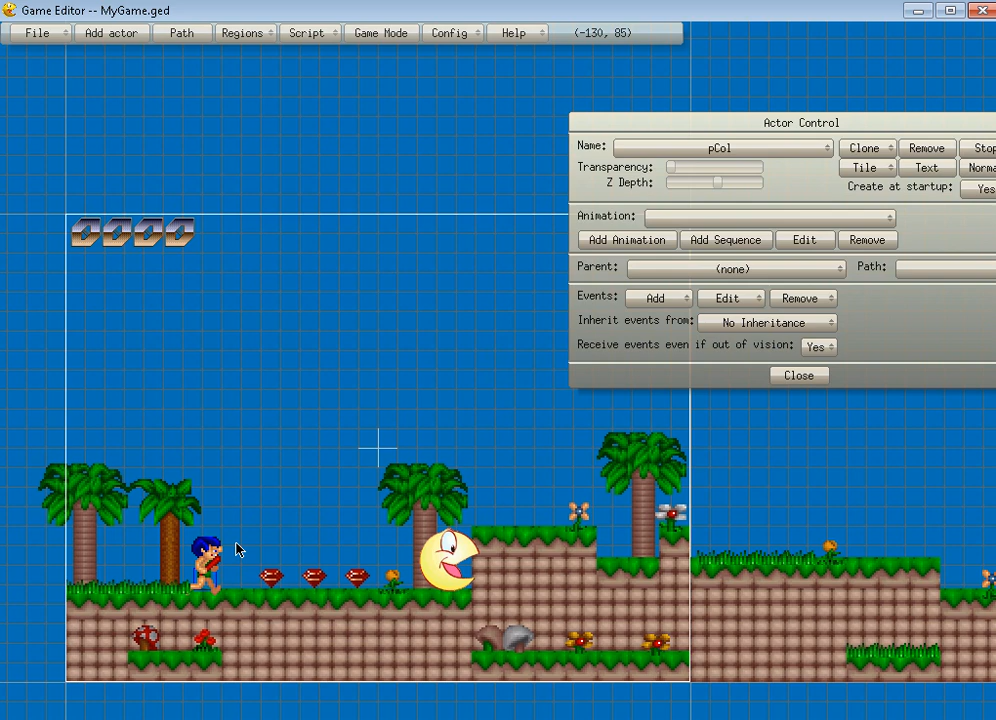 Game Editor -- MyGame.ged
File Add actor Path Regions Script Game Mode Config Help (-130, 85)
Actor Control
Name: pCol Clone Remove Stop
Transparency: Tile Text Norma
Z Depth: Create at startup: Yes
Animation:
Add Animation Add Sequence Edit Remove
Parent: (none) Path:
Events: Add Edit Remove
Inherit events from: No Inheritance
Receive events even if out of vision: Yes
Close
0000